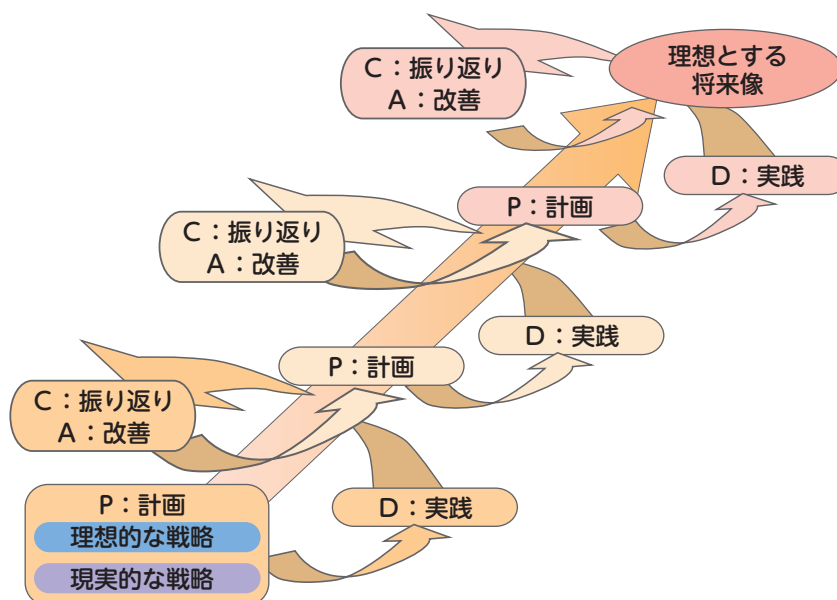 理想とする
将来像
C：振り返り
A：改善
D：実践
P：計画
C：振り返り
A：改善
D：実践
P：計画
C：振り返り
A：改善
P：計画
理想的な戦略
現実的な戦略
D：実践